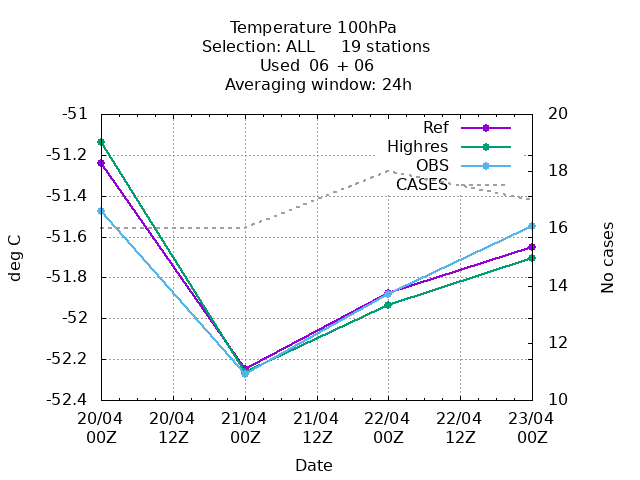 Temperature 100hPa
Selection: ALL     19 stations
Used  06 + 06
Averaging window: 24h
-51
-51.2
-51.4
-51.6
-51.8
-52
-52.2
-52.4
deg C
20
18
16
14
12
10
No cases
Ref
Highres
OBS
CASES
20/04 20/04 21/04 21/04 22/04 22/04 23/04
00Z 12Z 00Z 12Z 00Z 12Z 00Z
Date